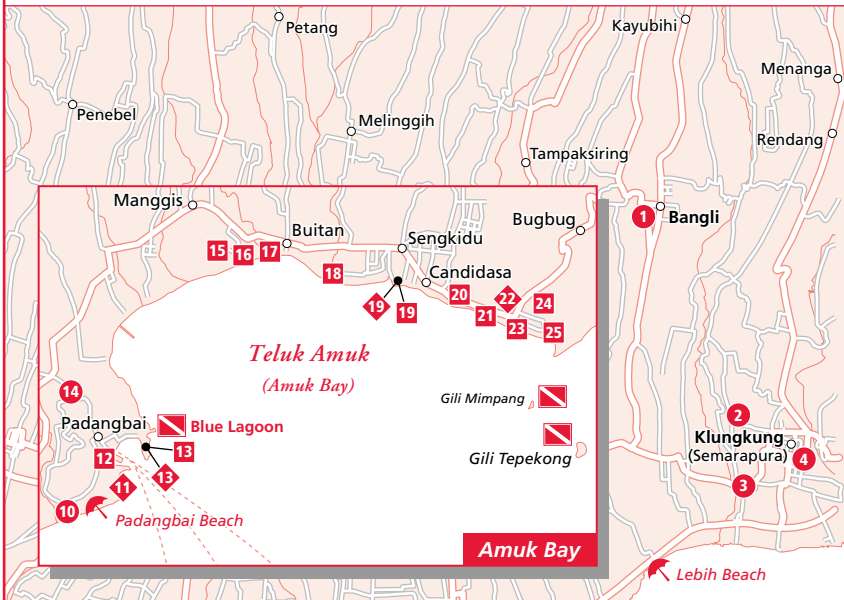 Petang
Kayubihi
Menanga
Penebel
Melinggih
Rendang
Tampaksiring
Manggis
Bugbug
1 Bangli
Buitan
Sengkidu
15 16 17
18
Candidasa
19 19
20
21
22
23
24
25
Teluk Amuk
(Amuk Bay)
14
Gili Mimpang
Padangbai
Blue Lagoon
2
Klungkung
(Semarapura)
4
12
13
13
Gili Tepekong
3
11
10
Padangbai Beach
Amuk Bay
Lebih Beach